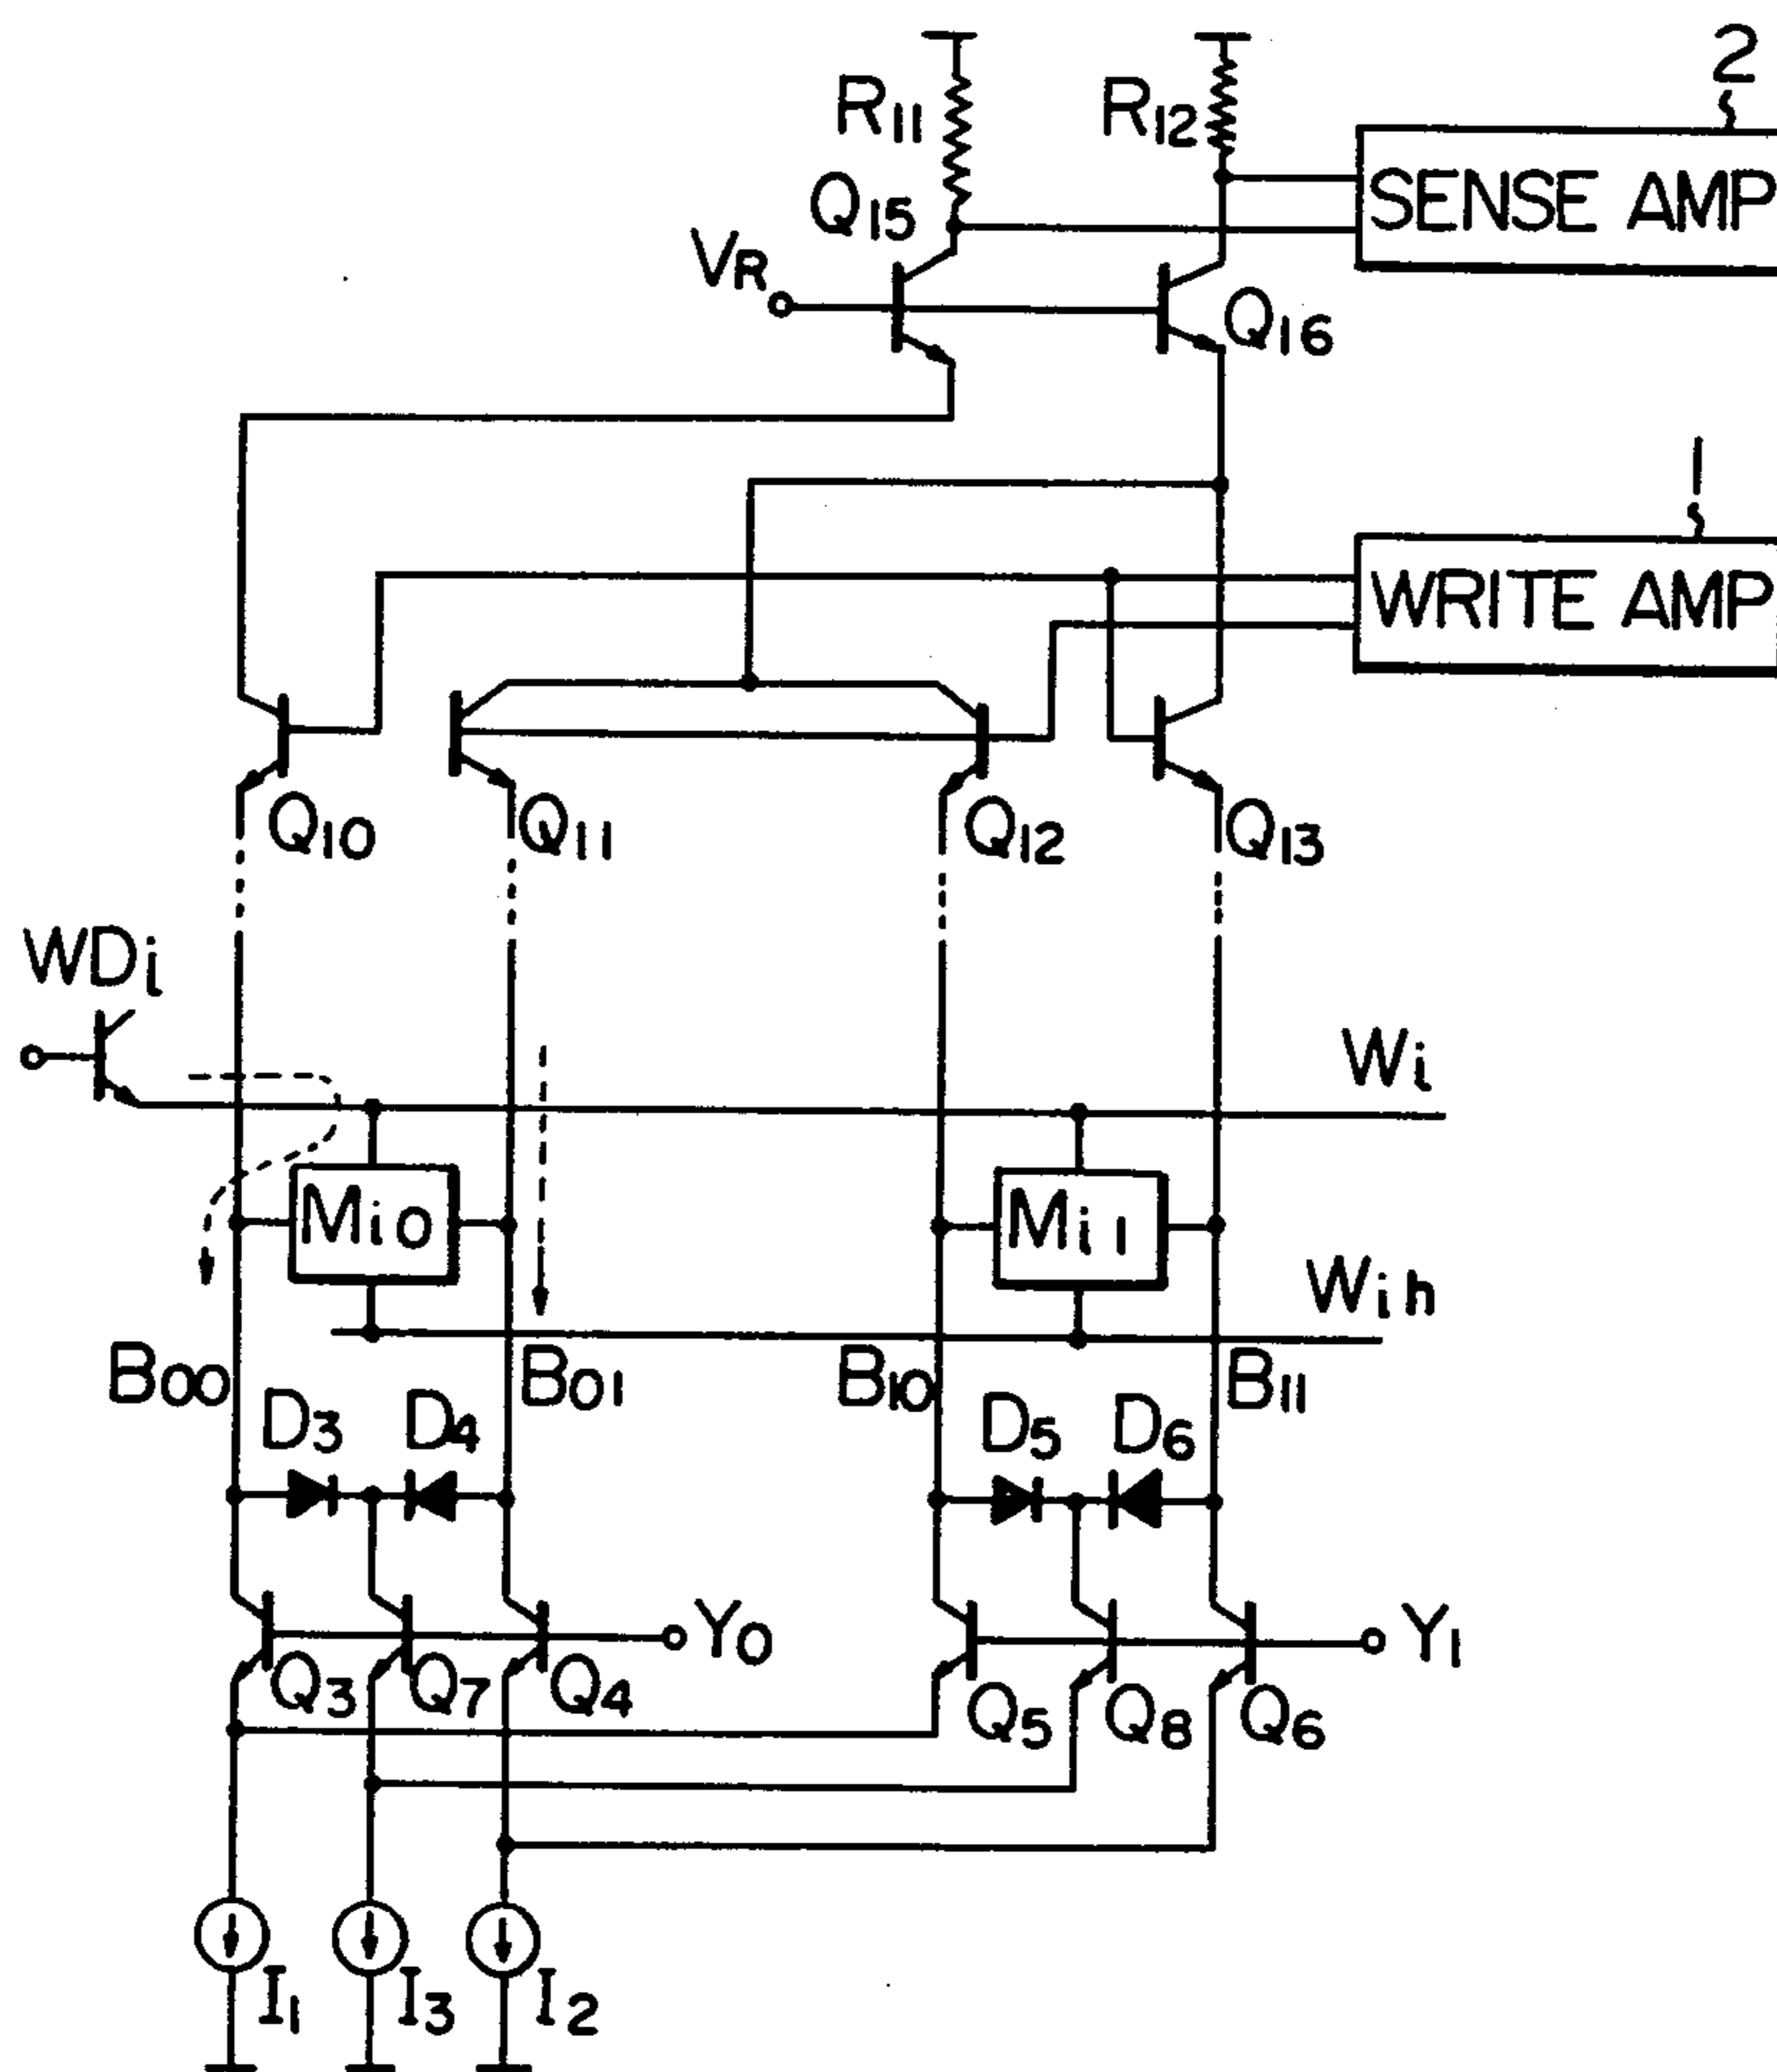 2
R11
R12
SENSE AMP
Q15
VR
Q16
1
WRITE AMP
Q10
Q11
Q12
Q13
WDi
Wi
Mi0
Mi1
Wih
B00
B01
B10
B11
D3
D4
D5
D6
Y0
Y1
Q3
Q7
Q4
Q5
Q8
Q6
I1
I3
I2